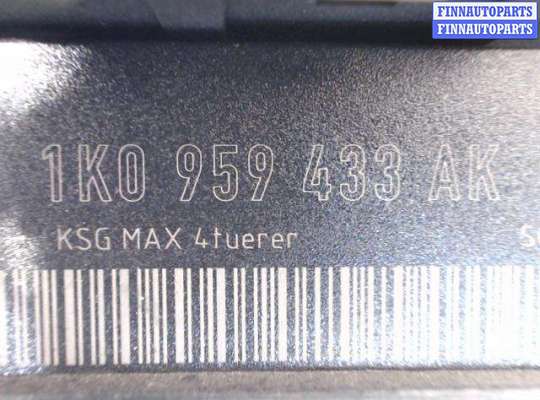 FINNAUTOPARTS
FINNAUTOPARTS
1K0 959 433 AK
KSG MAX 4tuerer